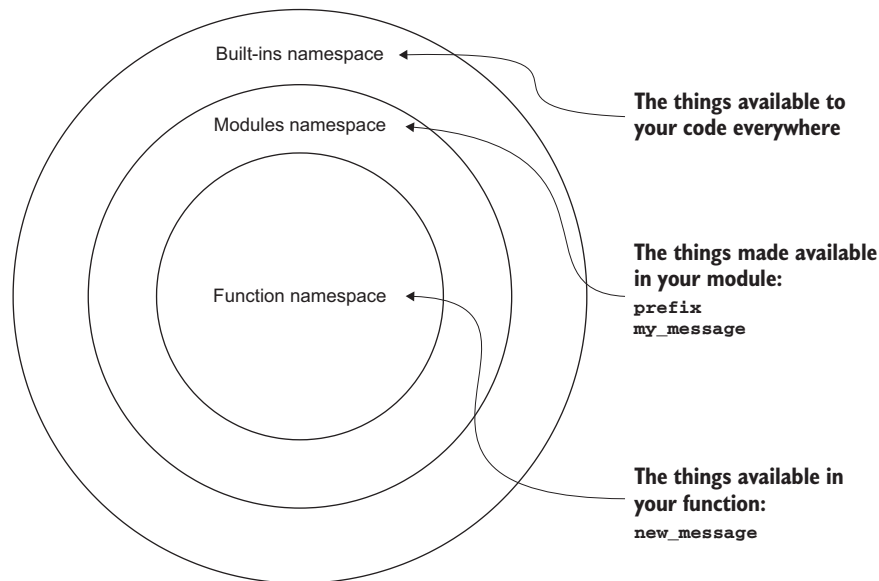 Built-ins namespace
Modules namespace
Function namespace
The things available to
your code everywhere
The things made available
in your module:
prefix
my_message
The things available in
your function:
new_message